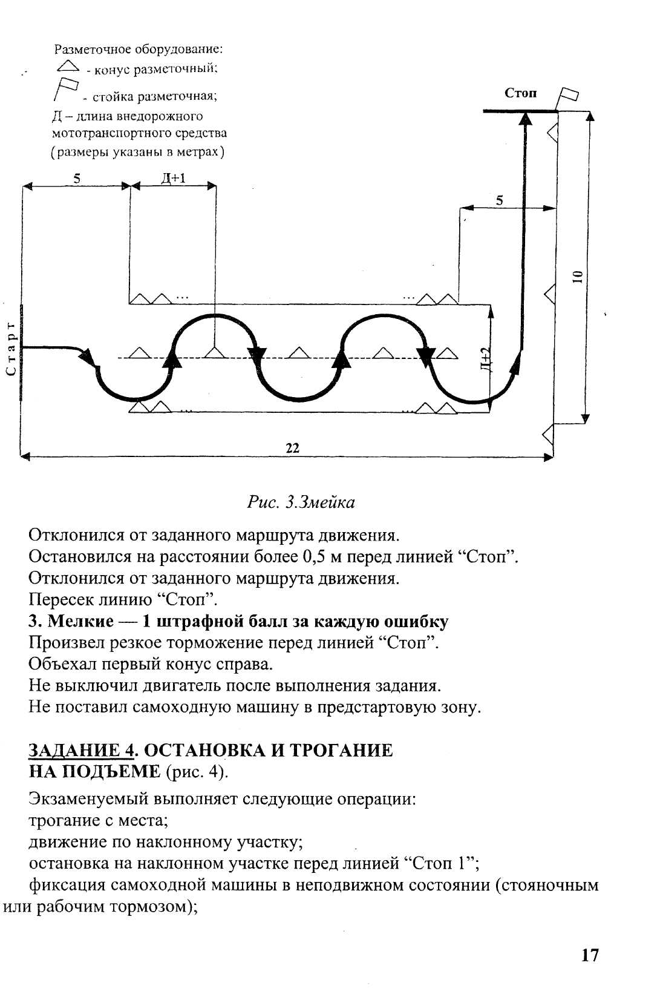 Разметочное оборудование:
- конус разметочный;
- стойка разметочная;
Д – длина внедорожного
мототранспортного средства
(размеры указаны в метрах)
Стоп
5
Д+1
5
10
Старт
Д+2
22
Рис. 3.Змейка
Отклонился от заданного маршрута движения.
Остановился на расстоянии более 0,5 м перед линией “Стоп”.
Отклонился от заданного маршрута движения.
Пересек линию “Стоп”.
3. Мелкие — 1 штрафной балл за каждую ошибку
Произвел резкое торможение перед линией “Стоп”.
Объехал первый конус справа.
Не выключил двигатель после выполнения задания.
Не поставил самоходную машину в предстартовую зону.
ЗАДАНИЕ 4. ОСТАНОВКА И ТРОГАНИЕ
НА ПОДЪЕМЕ (рис. 4).
Экзаменуемый выполняет следующие операции:
трогание с места;
движение по наклонному участку;
остановка на наклонном участке перед линией “Стоп 1”;
фиксация самоходной машины в неподвижном состоянии (стояночным
или рабочим тормозом);
17